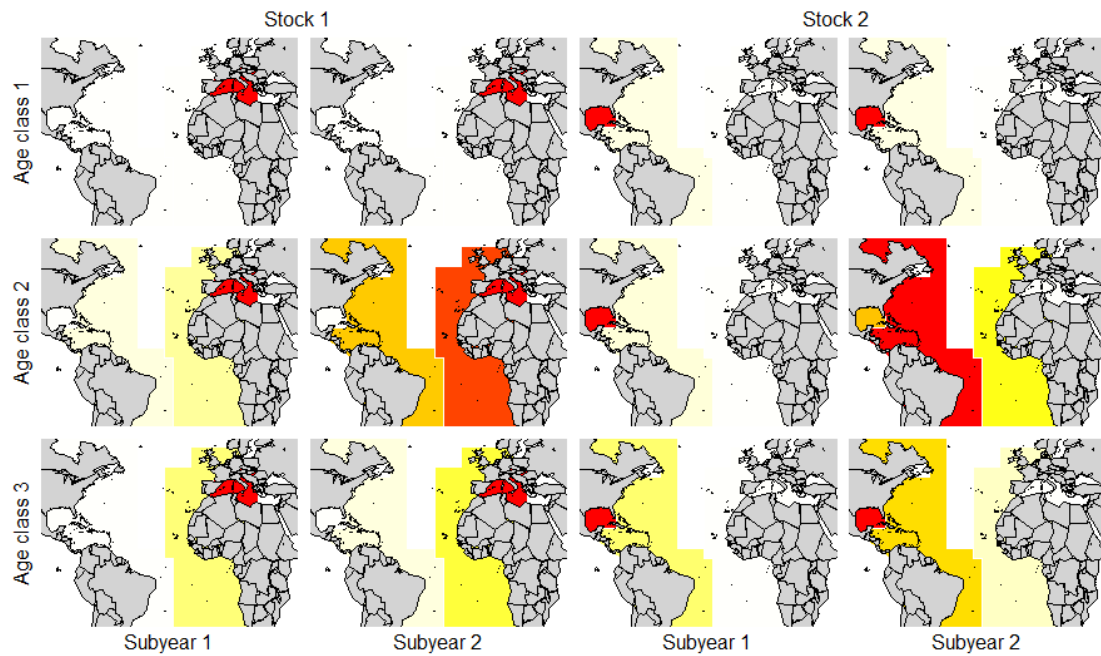 Stock 1
Stock 2
Age class 1
Age class 2
Age class 3
Subyear 1
Subyear 2
Subyear 1
Subyear 2